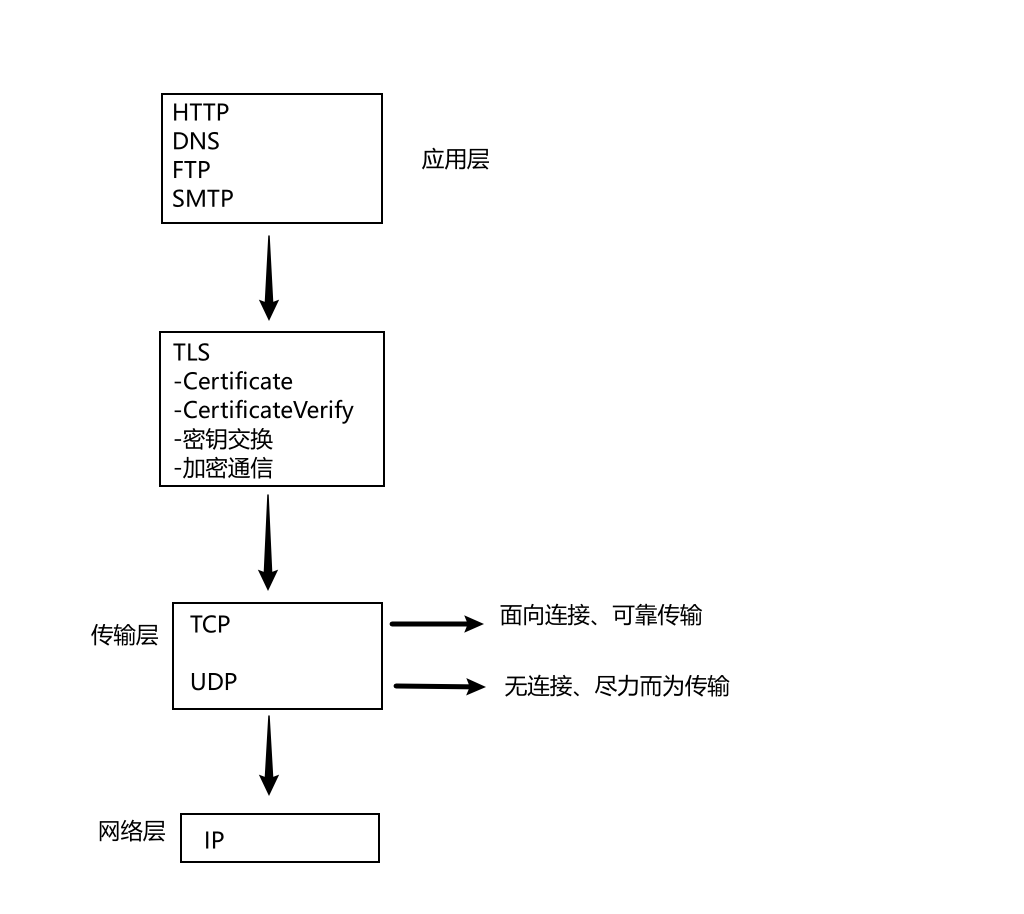 HTTP
DNS
FTP
SMTP
应用层
TLS
-Certificate
-CertificateVerify
-密钥交换
-加密通信
传输层
TCP
面向连接、可靠传输
UDP
无连接、尽力而为传输
网络层
IP